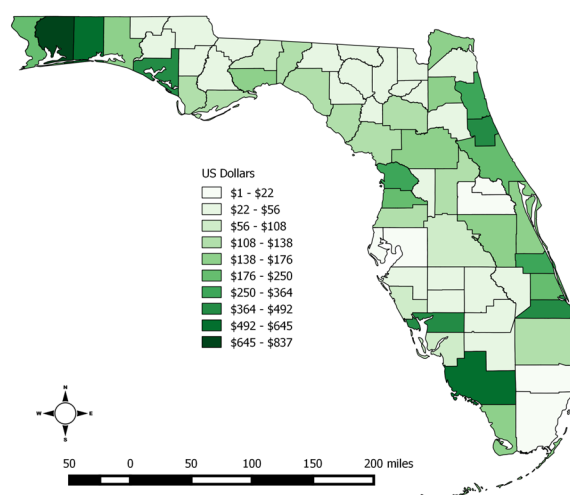 US Dollars
$1 - $22
$22 - $56
$56 - $108
$108 - $138
$138 - $176
$176 - $250
$250 - $364
$364 - $492
$492 - $645
$645 - $837
N
W E
S
50 0 50 100 150 200 miles